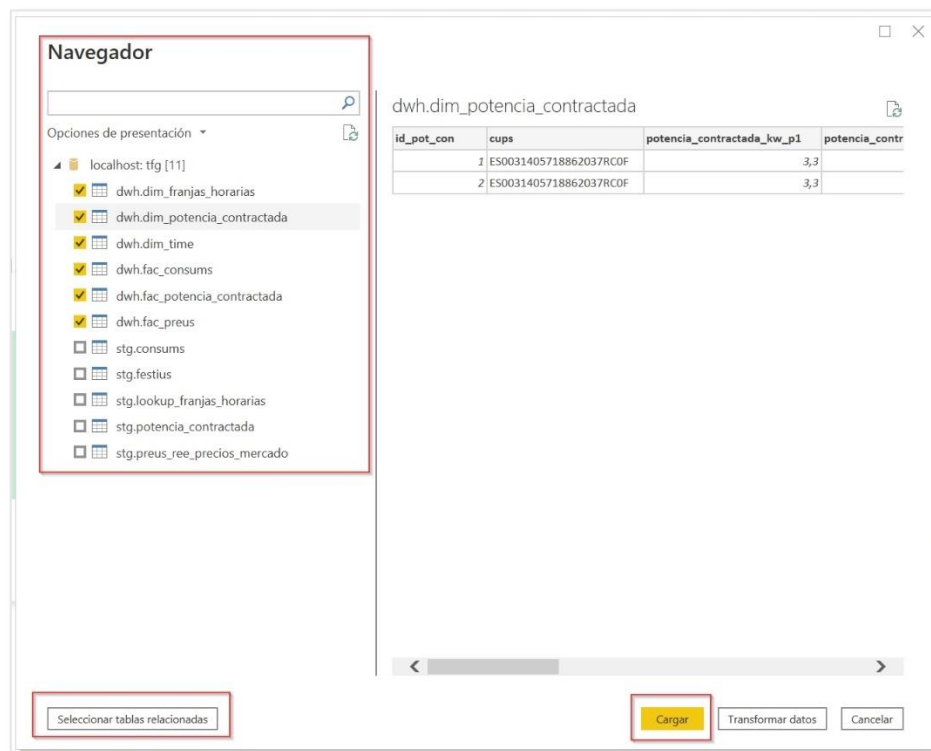 Navegador
Opciones de presentación
localhost: tfg [11]
dwh.dim_franjas_horarias
dwh.dim_potencia_contractada
dwh.dim_time
dwh.fac_consums
dwh.fac_potencia_contractada
dwh.fac_preus
stg.consums
stg.festius
stg.lookup_franjas_horarias
stg.potencia_contractada
stg.preus_ree_precios_mercado
dwh.dim_potencia_contractada
id_pot_con cups potencia_contractada_kw_p1 potencia_contr
1 ES0031405718862037RC0F 3,3
2 ES0031405718862037RC0F 3,3
Seleccionar tablas relacionadas
Cargar Transformar datos Cancelar